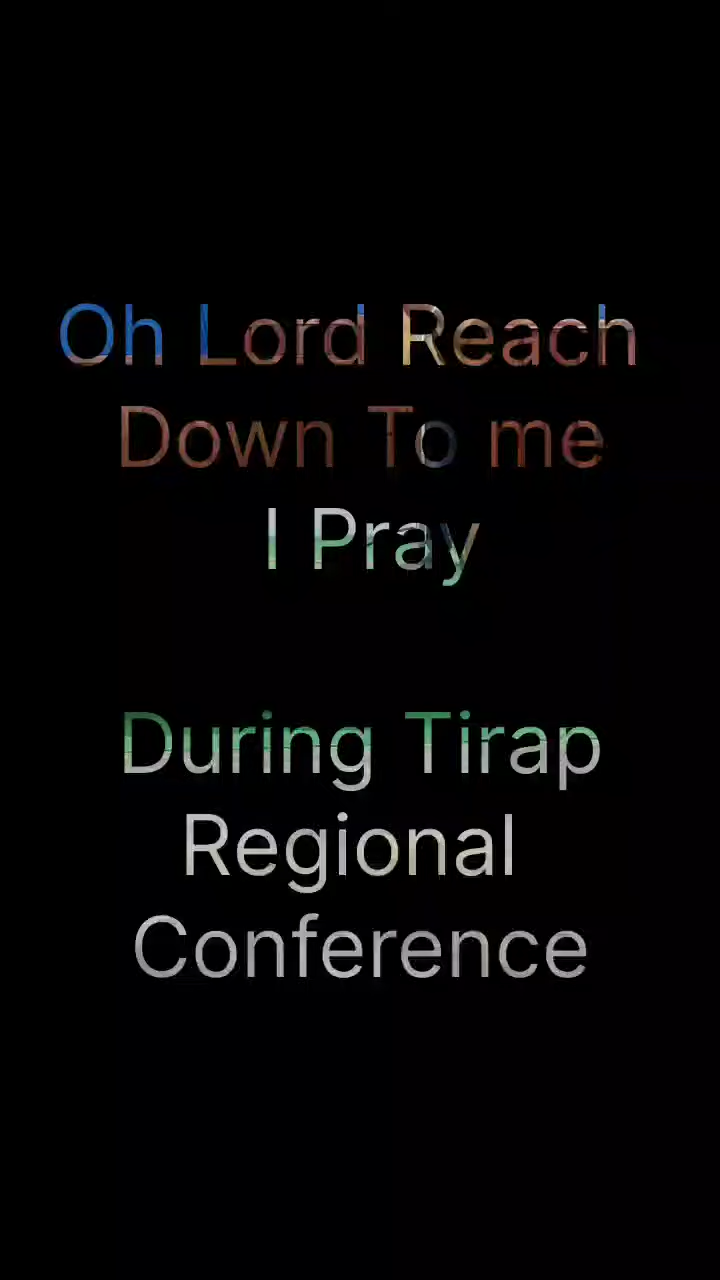 Oh Lord Reach
Down To me
I Pray
During Tirap
Regional
Conference